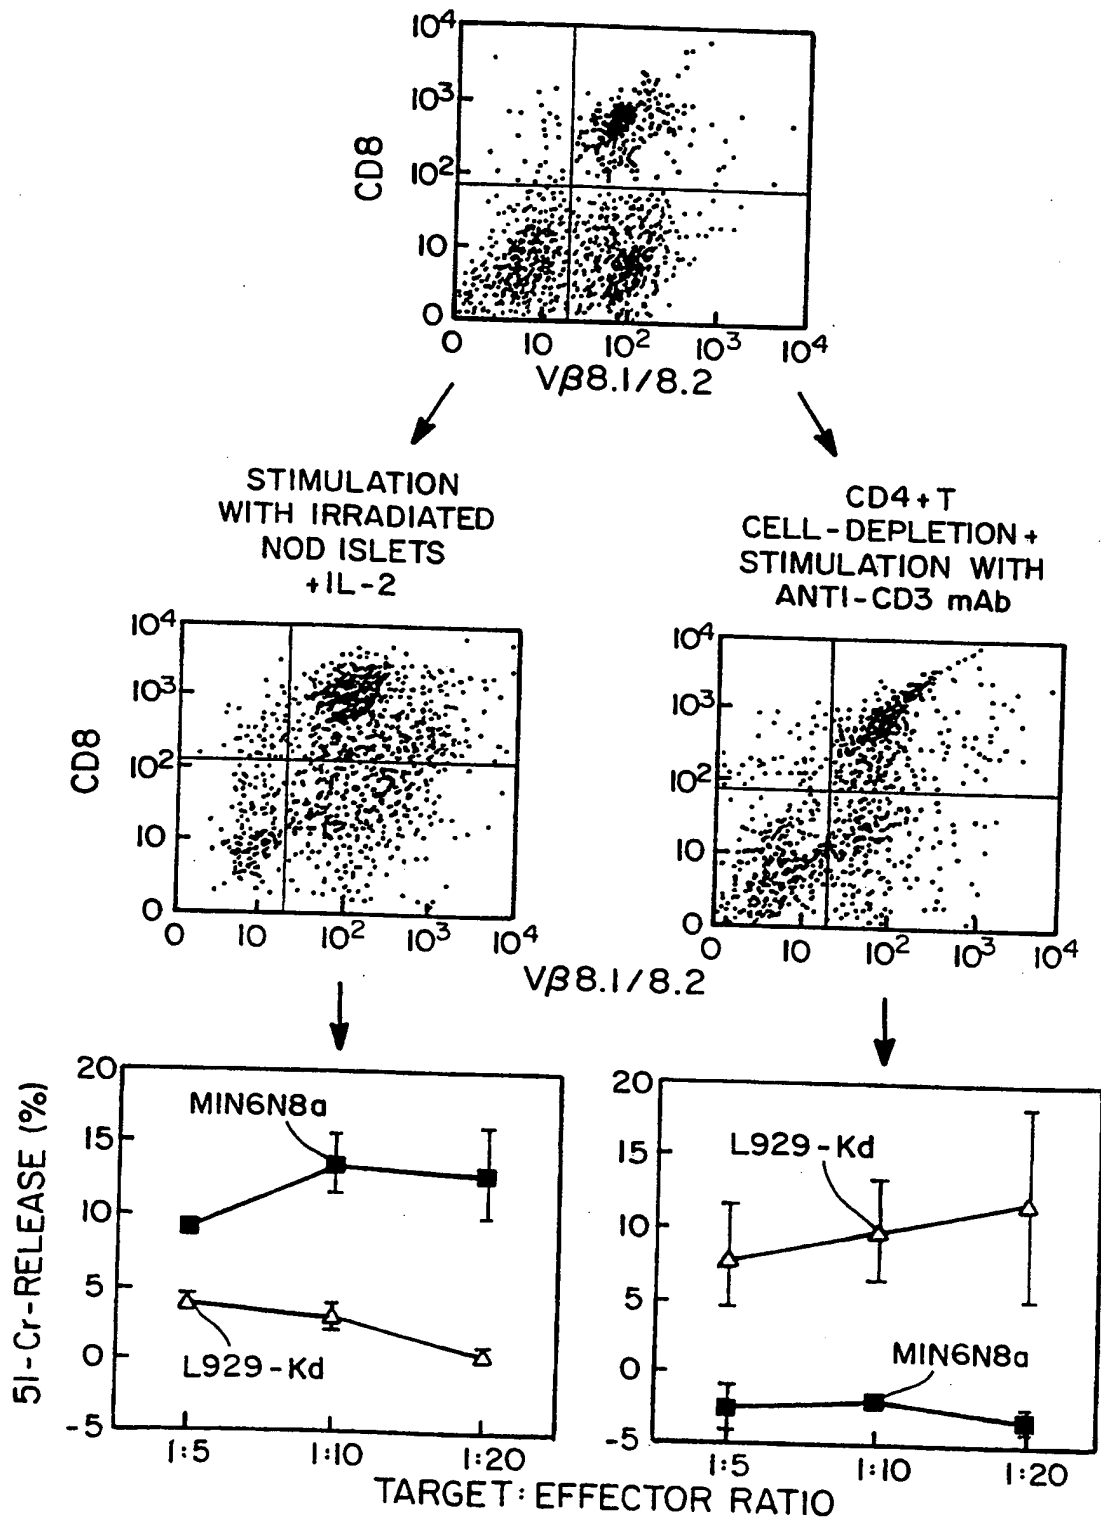 10⁴
10³
10²
10
0
CD8
0 10 10² 10³ 10⁴
Vβ8.1/8.2
STIMULATION
WITH IRRADIATED
NOD ISLETS
+IL-2
CD4+T
CELL-DEPLETION+
STIMULATION WITH
ANTI-CD3 mAb
10⁴
10³
10²
10
0
CD8
0 10 10² 10³ 10⁴
10⁴
10³
10²
10
0
0 10 10² 10³ 10⁴
Vβ8.1/8.2
51-Cr-RELEASE (%)
20
15
10
5
0
-5
MIN6N8a
L929-Kd
1:5 1:10 1:20
20
15
10
5
0
-5
L929-Kd
MIN6N8a
1:5 1:10 1:20
TARGET:EFFECTOR RATIO